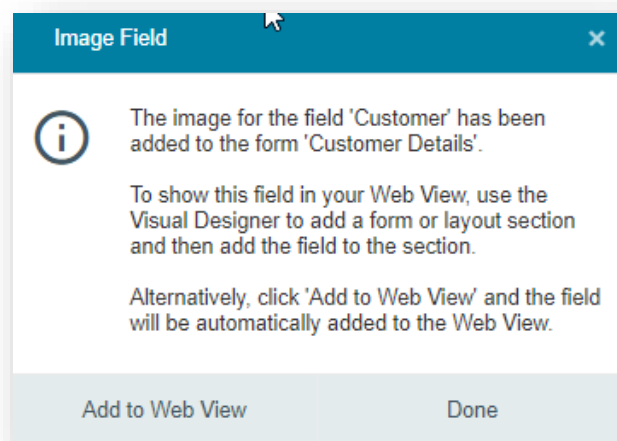 Image Field ×
The image for the field 'Customer' has been
added to the form 'Customer Details'.
To show this field in your Web View, use the
Visual Designer to add a form or layout section
and then add the field to the section.
Alternatively, click 'Add to Web View' and the field
will be automatically added to the Web View.
Add to Web View Done